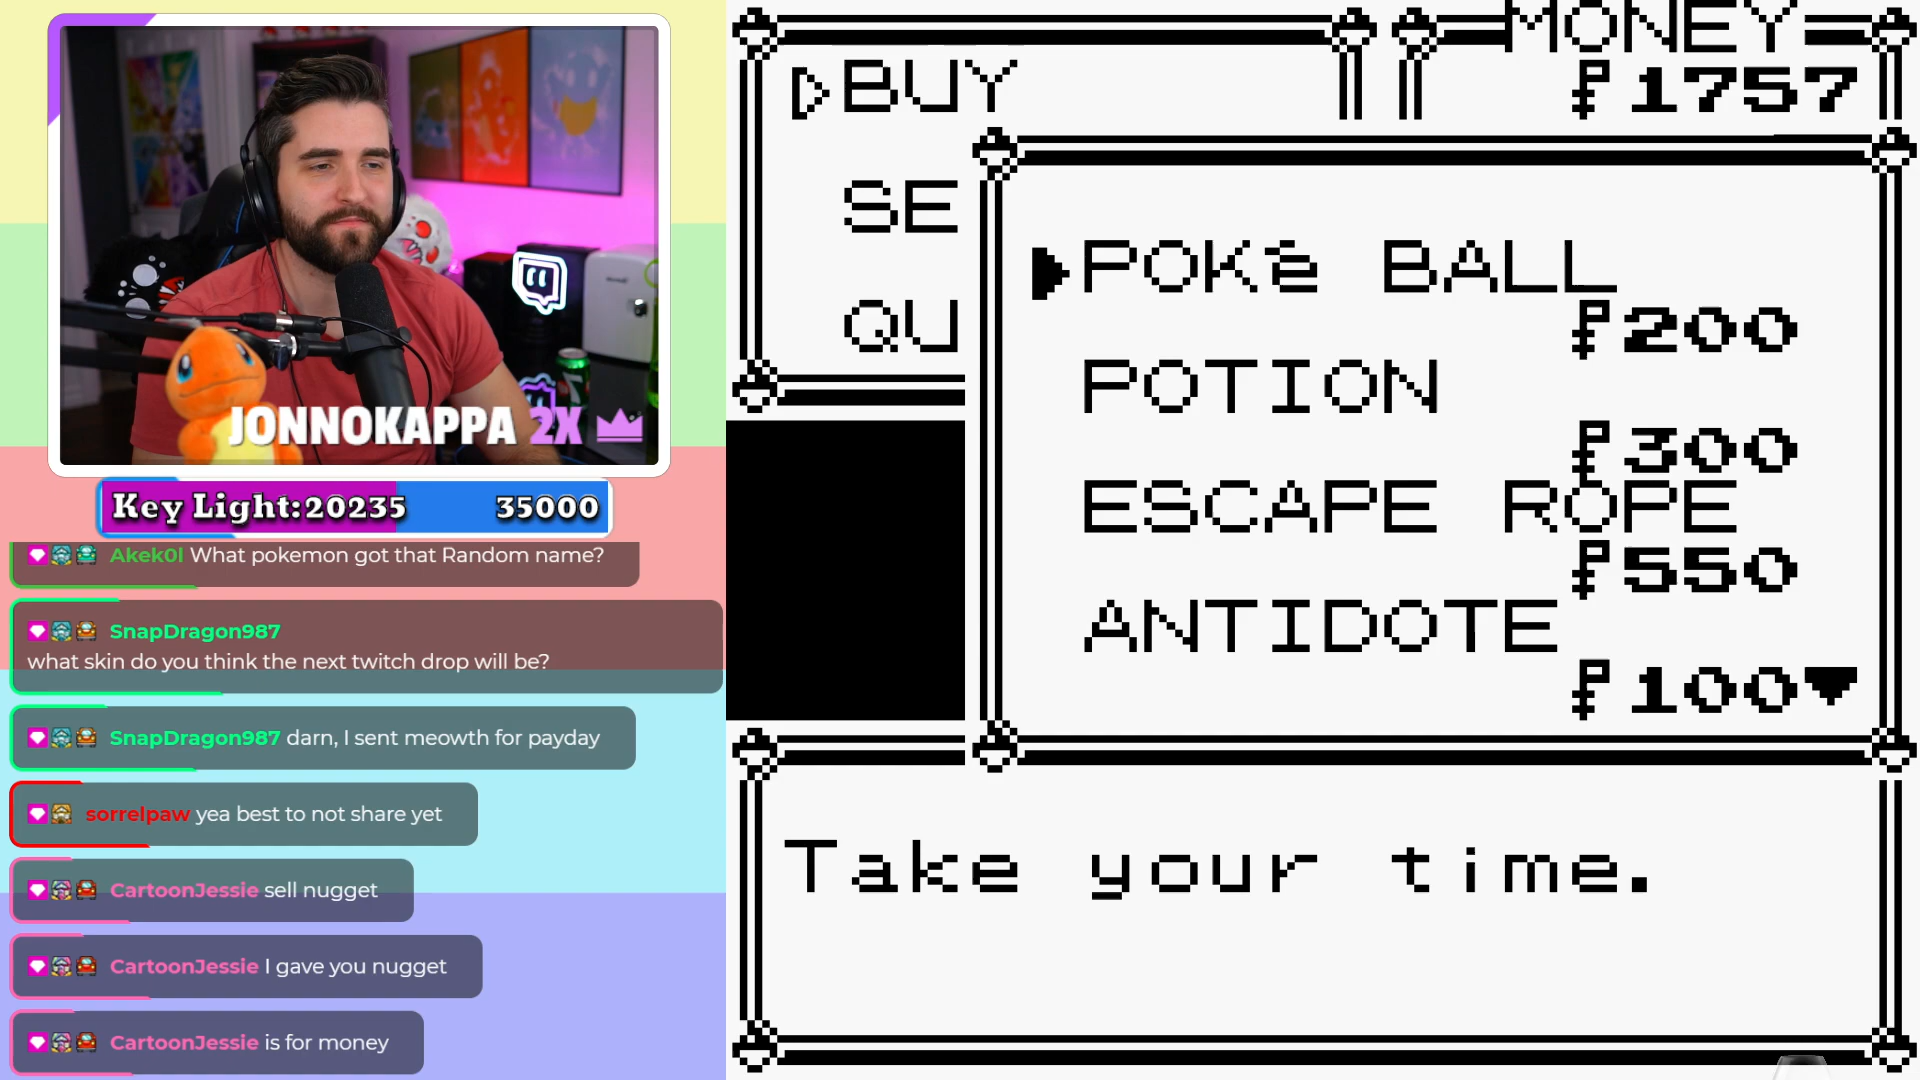 JONNOKAPPA 2X
Key Light:20235 35000
Akek0l What pokemon got that Random name?
SnapDragon987
what skin do you think the next twitch drop will be?
SnapDragon987 darn, I sent meowth for payday
sorrelpaw yea best to not share yet
CartoonJessie sell nugget
CartoonJessie I gave you nugget
CartoonJessie is for money
MONEY
₽1757
BUY
SE
QU
POKé BALL
₽200
POTION
₽300
ESCAPE ROPE
₽550
ANTIDOTE
₽100
Take your time.